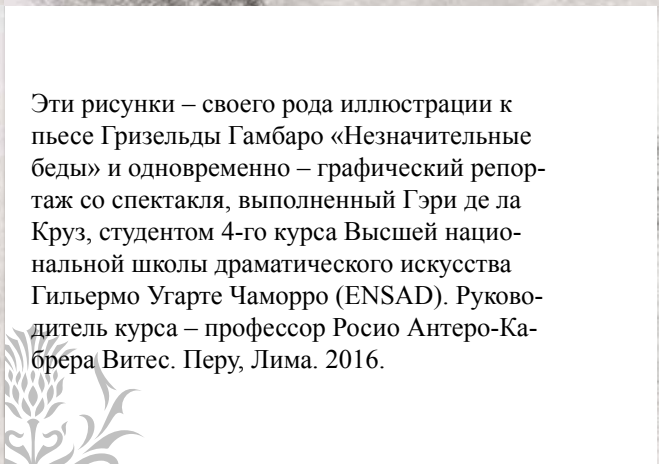 Эти рисунки – своего рода иллюстрации к
пьесе Гризельды Гамбаро «Незначительные
беды» и одновременно – графический репор-
таж со спектакля, выполненный Гэри де ла
Круз, студентом 4-го курса Высшей нацио-
нальной школы драматического искусства
Гильермо Угарте Чаморро (ENSAD). Руково-
дитель курса – профессор Росио Антеро-Ка-
брера Витес. Перу, Лима. 2016.